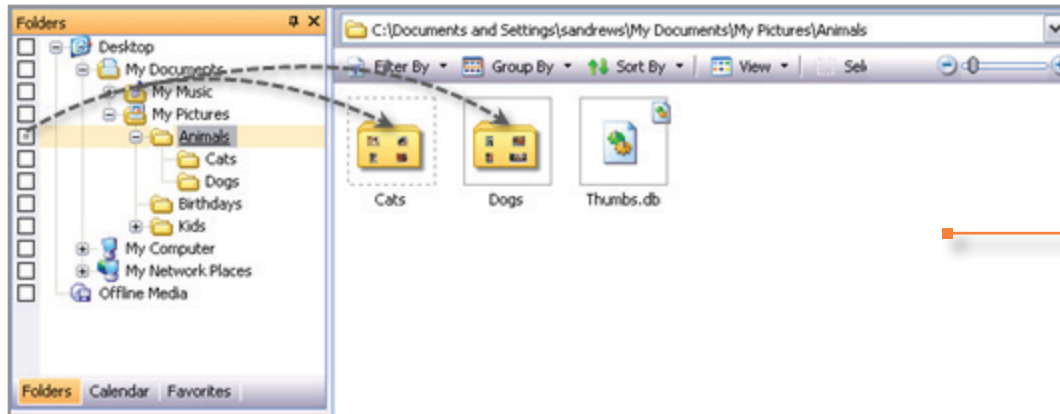 Folders
Desktop
My Documents
My Music
My Pictures
Animals
Cats
Dogs
Birthdays
Kids
My Computer
My Network Places
Offline Media
Folders Calendar Favorites
C:\Documents and Settings\sandrews\My Documents\My Pictures\Animals
Filter By Group By Sort By View Sele
Cats Dogs Thumbs.db